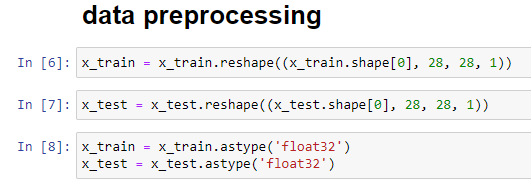 data preprocessing
In [6]: x_train = x_train.reshape((x_train.shape[0], 28, 28, 1))
In [7]: x_test = x_test.reshape((x_test.shape[0], 28, 28, 1))
In [8]: x_train = x_train.astype('float32')
x_test = x_test.astype('float32')